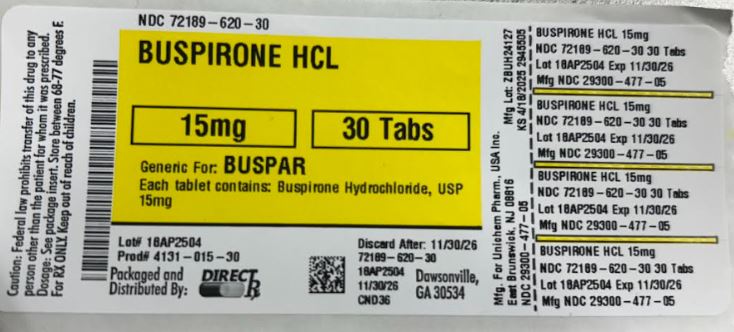 Caution: Federal law prohibits transfer of this drug to any
person other than the patient for whom it was prescribed.
Dosege: See package insert. Store between 68-77 degrees F.
For RX ONLY. Keep out of reach of children.
NDC 72189-620-30
BUSPIRONE HCL
15mg
30 Tabs
Generic For: BUSPAR
Each tablet contains: Buspirone Hydrochloride, USP
15mg
Lot# 18AP2504
Prod# 4131-015-30
Packaged and
Distributed By:
DIRECT Rx
Discard After: 11/30/26
72189-620-30
18AP2504
11/30/26
CND36
Dawsonville,
GA 30534
Mfg. For Unichem Pharm., USA Inc.
East Brunswick, NJ 08816
NDC 29300-477-05
Mfg Lot: ZBUH24127
KS 4/18/2025 2945505
BUSPIRONE HCL 15mg
NDC 72189-620-30 30 Tabs
Lot 18AP2504 Exp 11/30/26
Mfg NDC 29300-477-05
BUSPIRONE HCL 15mg
NDC 72189-620-30 30 Tabs
Lot 18AP2504 Exp 11/30/26
Mfg NDC 29300-477-05
BUSPIRONE HCL 15mg
NDC 72189-620-30 30 Tabs
Lot 18AP2504 Exp 11/30/26
Mfg NDC 29300-477-05
BUSPIRONE HCL 15mg
NDC 72189-620-30 30 Tabs
Lot 18AP2504 Exp 11/30/26
Mfg NDC 29300-477-05